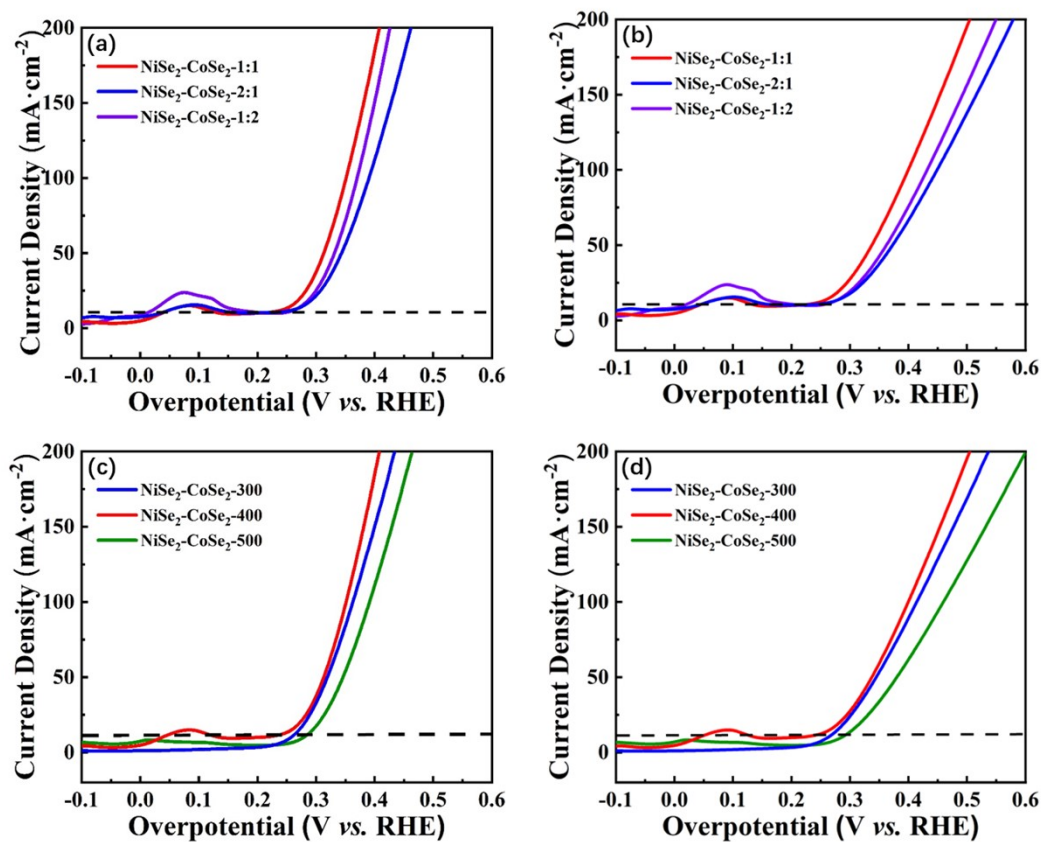 (a)
NiSe₂-CoSe₂-1:1
NiSe₂-CoSe₂-2:1
NiSe₂-CoSe₂-1:2
200
150
100
50
0
Current Density (mA·cm⁻²)
-0.1 0.0 0.1 0.2 0.3 0.4 0.5 0.6
Overpotential (V vs. RHE)
(b)
NiSe₂-CoSe₂-1:1
NiSe₂-CoSe₂-2:1
NiSe₂-CoSe₂-1:2
200
150
100
50
0
Current Density (mA·cm⁻²)
-0.1 0.0 0.1 0.2 0.3 0.4 0.5 0.6
Overpotential (V vs. RHE)
(c)
NiSe₂-CoSe₂-300
NiSe₂-CoSe₂-400
NiSe₂-CoSe₂-500
200
150
100
50
0
Current Density (mA·cm⁻²)
-0.1 0.0 0.1 0.2 0.3 0.4 0.5 0.6
Overpotential (V vs. RHE)
(d)
NiSe₂-CoSe₂-300
NiSe₂-CoSe₂-400
NiSe₂-CoSe₂-500
200
150
100
50
0
Current Density (mA·cm⁻²)
-0.1 0.0 0.1 0.2 0.3 0.4 0.5 0.6
Overpotential (V vs. RHE)